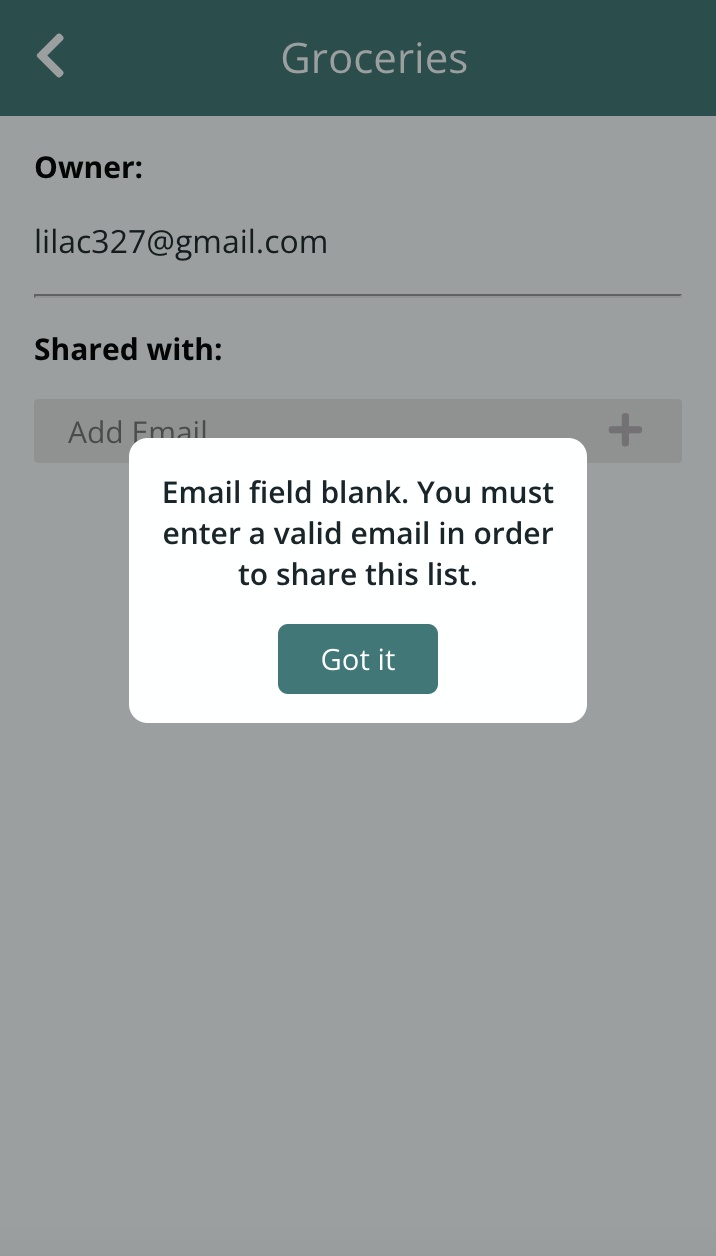 Groceries
Owner:
lilac327@gmail.com
Shared with:
Add Email
Email field blank. You must
enter a valid email in order
to share this list.
Got it